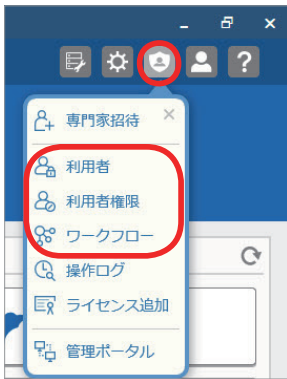 ?
専門家招待 ×
利用者
利用者権限
ワークフロー
操作ログ
ライセンス追加
管理ポータル